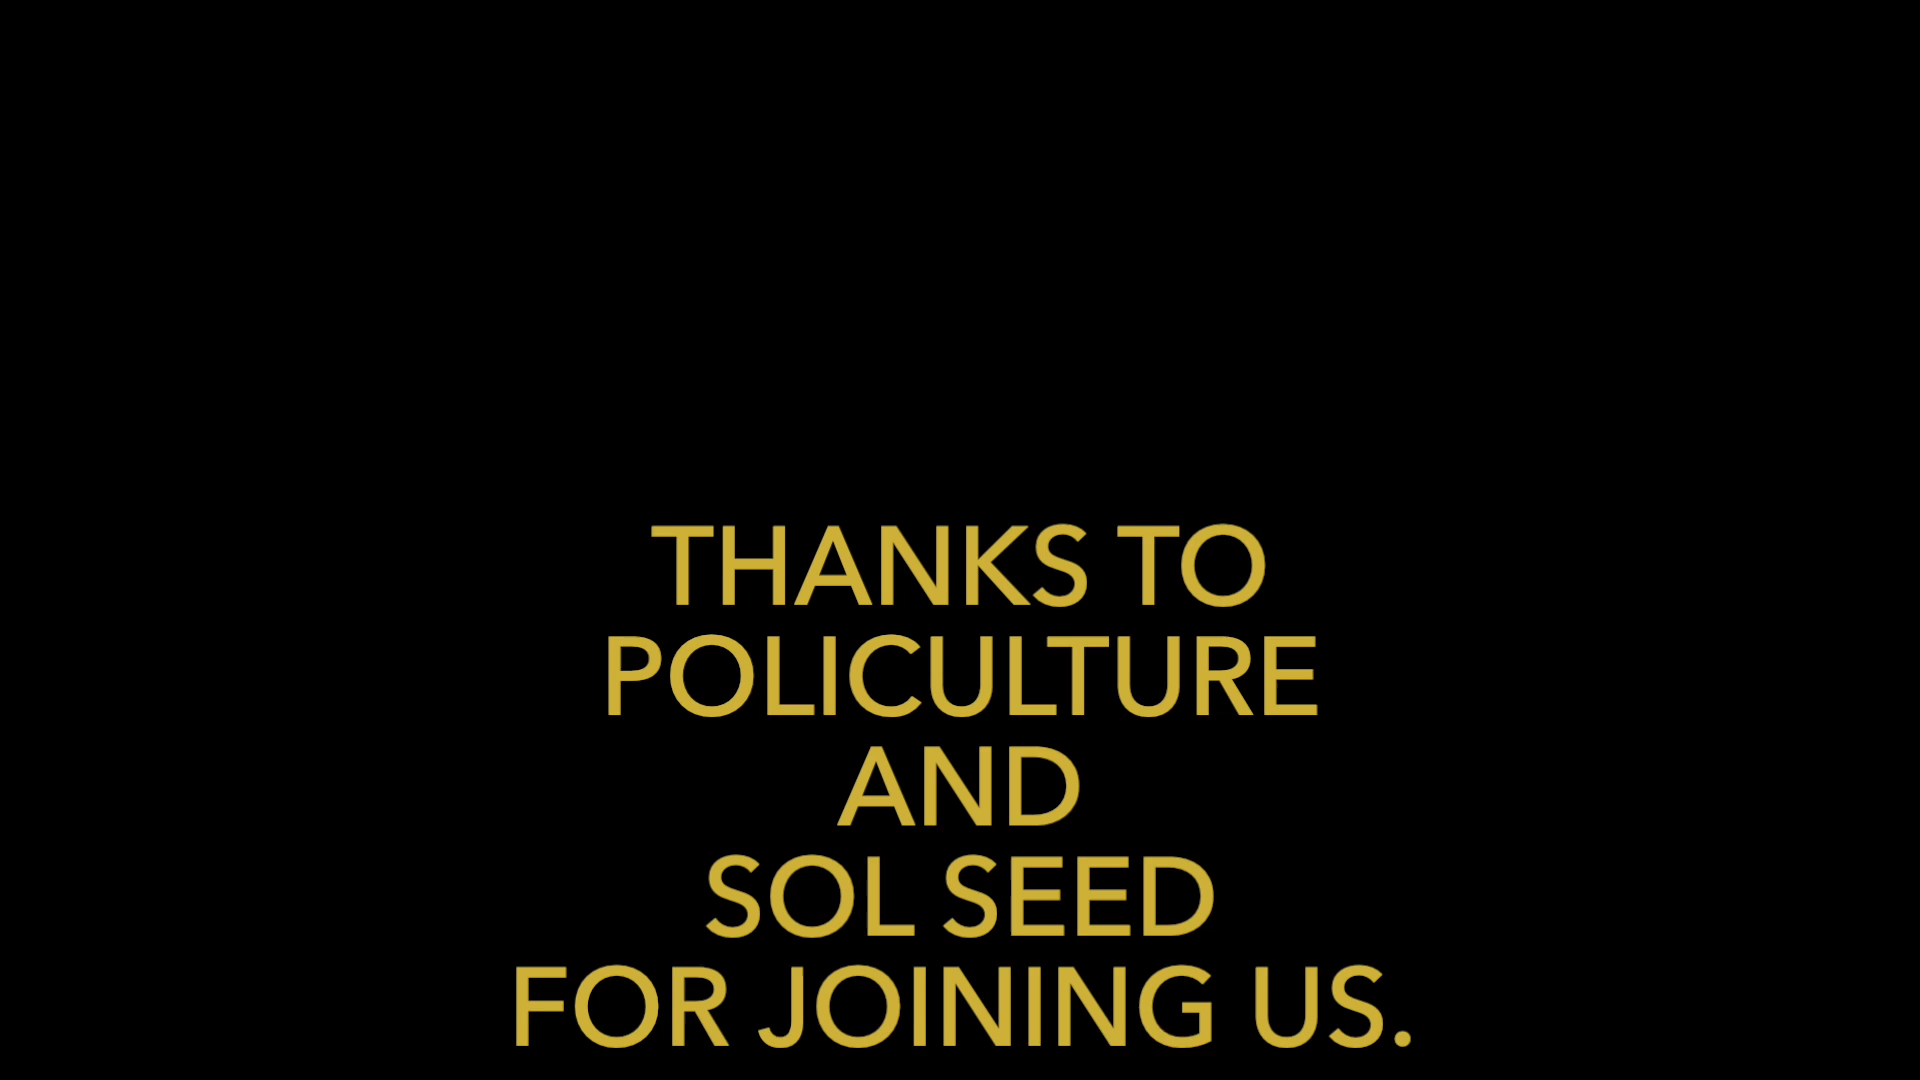 THANKS TO
POLICULTURE
AND
SOL SEED
FOR JOINING US.